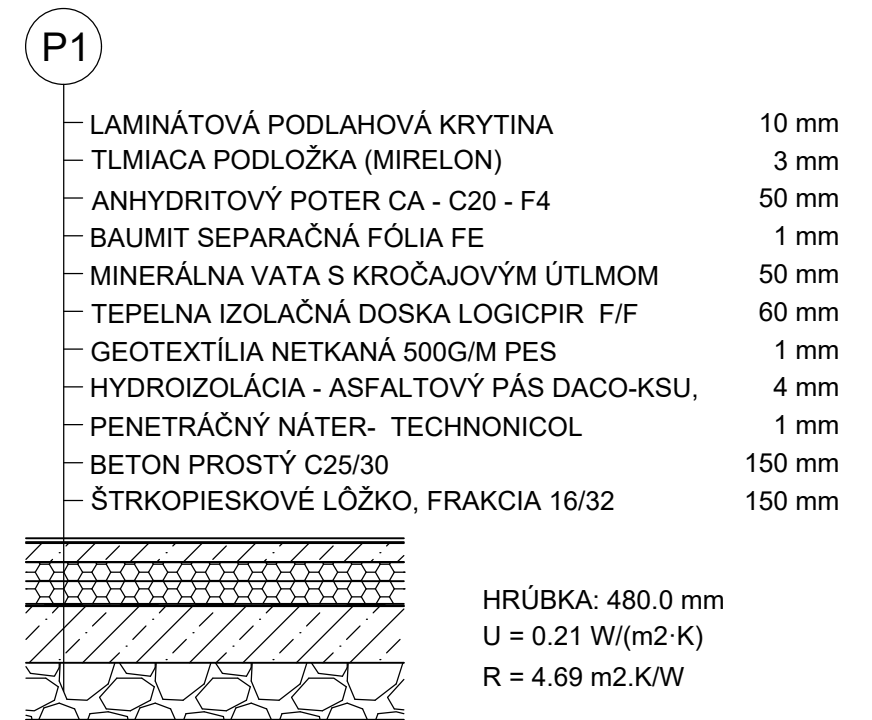 P1
LAMINÁTOVÁ PODLAHOVÁ KRYTINA 10 mm
TLMIACA PODLOŽKA (MIRELON) 3 mm
ANHYDRITOVÝ POTER CA - C20 - F4 50 mm
BAUMIT SEPARAČNÁ FÓLIA FE 1 mm
MINERÁLNA VATA S KROČAJOVÝM ÚTLMOM 50 mm
TEPELNA IZOLAČNÁ DOSKA LOGICPIR F/F 60 mm
GEOTEXTÍLIA NETKANÁ 500G/M PES 1 mm
HYDROIZOLÁCIA - ASFALTOVÝ PÁS DACO-KSU, 4 mm
PENETRÁČNÝ NÁTER- TECHNONICOL 1 mm
BETON PROSTÝ C25/30 150 mm
ŠTRKOPIESKOVÉ LÔŽKO, FRAKCIA 16/32 150 mm
HRÚBKA: 480.0 mm
U = 0.21 W/(m2·K)
R = 4.69 m2.K/W